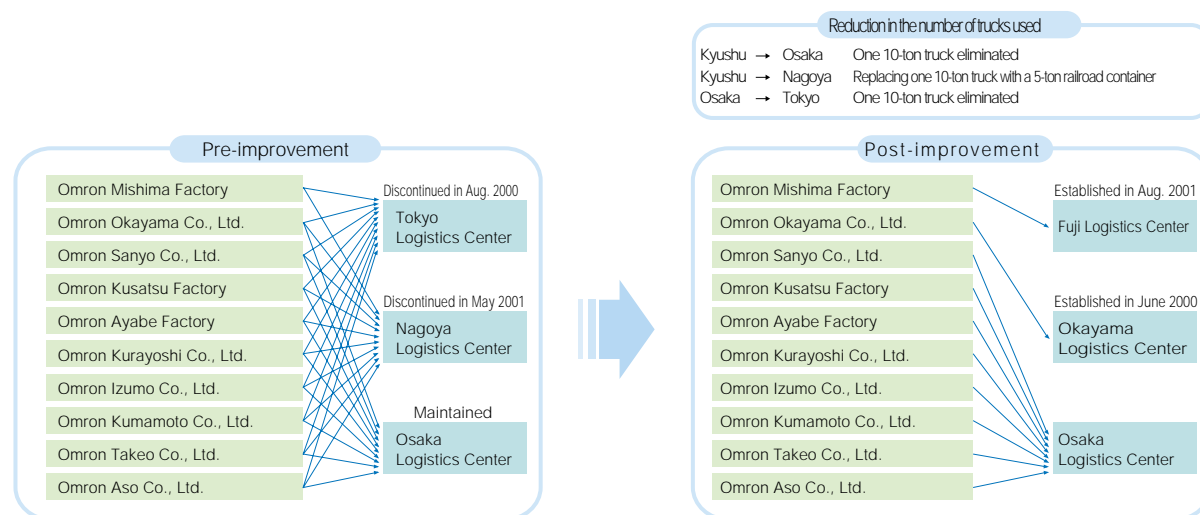 Reduction in the number of trucks used
Kyushu → Osaka One 10-ton truck eliminated
Kyushu → Nagoya Replacing one 10-ton truck with a 5-ton railroad container
Osaka → Tokyo One 10-ton truck eliminated
Pre-improvement
Omron Mishima Factory
Omron Okayama Co., Ltd.
Omron Sanyo Co., Ltd.
Omron Kusatsu Factory
Omron Ayabe Factory
Omron Kurayoshi Co., Ltd.
Omron Izumo Co., Ltd.
Omron Kumamoto Co., Ltd.
Omron Takeo Co., Ltd.
Omron Aso Co., Ltd.
Discontinued in Aug. 2000
Tokyo
Logistics Center
Discontinued in May 2001
Nagoya
Logistics Center
Maintained
Osaka
Logistics Center
Post-improvement
Omron Mishima Factory
Omron Okayama Co., Ltd.
Omron Sanyo Co., Ltd.
Omron Kusatsu Factory
Omron Ayabe Factory
Omron Kurayoshi Co., Ltd.
Omron Izumo Co., Ltd.
Omron Kumamoto Co., Ltd.
Omron Takeo Co., Ltd.
Omron Aso Co., Ltd.
Established in Aug. 2001
Fuji Logistics Center
Established in June 2000
Okayama
Logistics Center
Osaka
Logistics Center